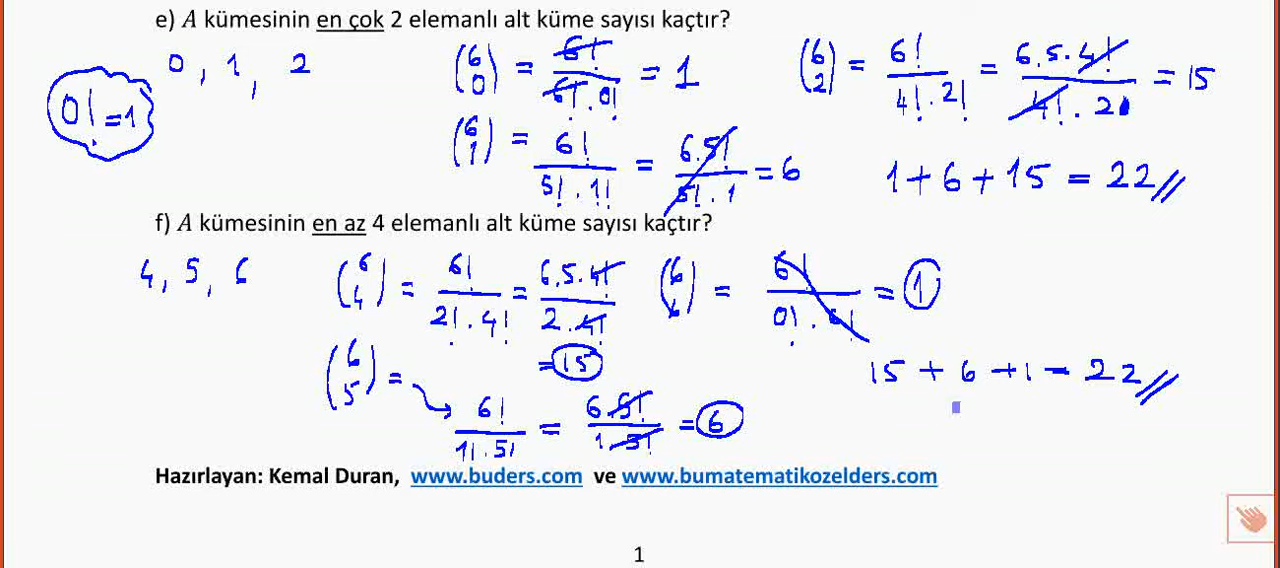 e) A kümesinin en çok 2 elemanlı alt küme sayısı kaçtır?
0, 1, 2
0! = 1
(6 0) = 6! / 6! . 0! = 1
(6 2) = 6! / 4! . 2! = 6.5.4! / 4! . 2 = 15
(6 1) = 6! / 5! . 1! = 6.5! / 5! . 1 = 6
1 + 6 + 15 = 22 //
f) A kümesinin en az 4 elemanlı alt küme sayısı kaçtır?
4, 5, 6
(6 4) = 6! / 2! . 4! = 6.5.4! / 2 . 4! = 15
(6 6) = 6! / 0! . 6! = 1
(6 5) = 6! / 1! . 5! = 6.5! / 1.5! = 6
15 + 6 + 1 = 22 //
Hazırlayan: Kemal Duran, www.buders.com ve www.bumatematikozelders.com
1